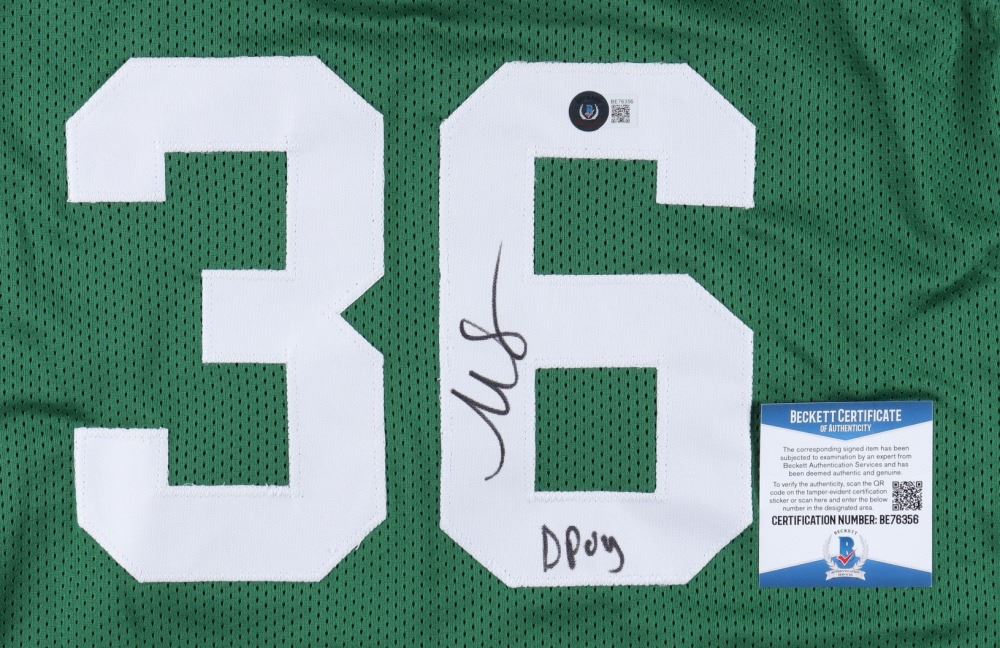 36
BE76356
MS
DPOY
BECKETT CERTIFICATE
OF AUTHENTICITY
The corresponding signed item has been
subjected to examination by an expert from
Beckett Authentication Services and has
been deemed authentic and genuine.
To verify the authenticity, scan the QR
code on the tamper-evident certification
sticker or scan here and enter the below
number in the designated area.
CERTIFICATION NUMBER: BE76356
BECKETT
B